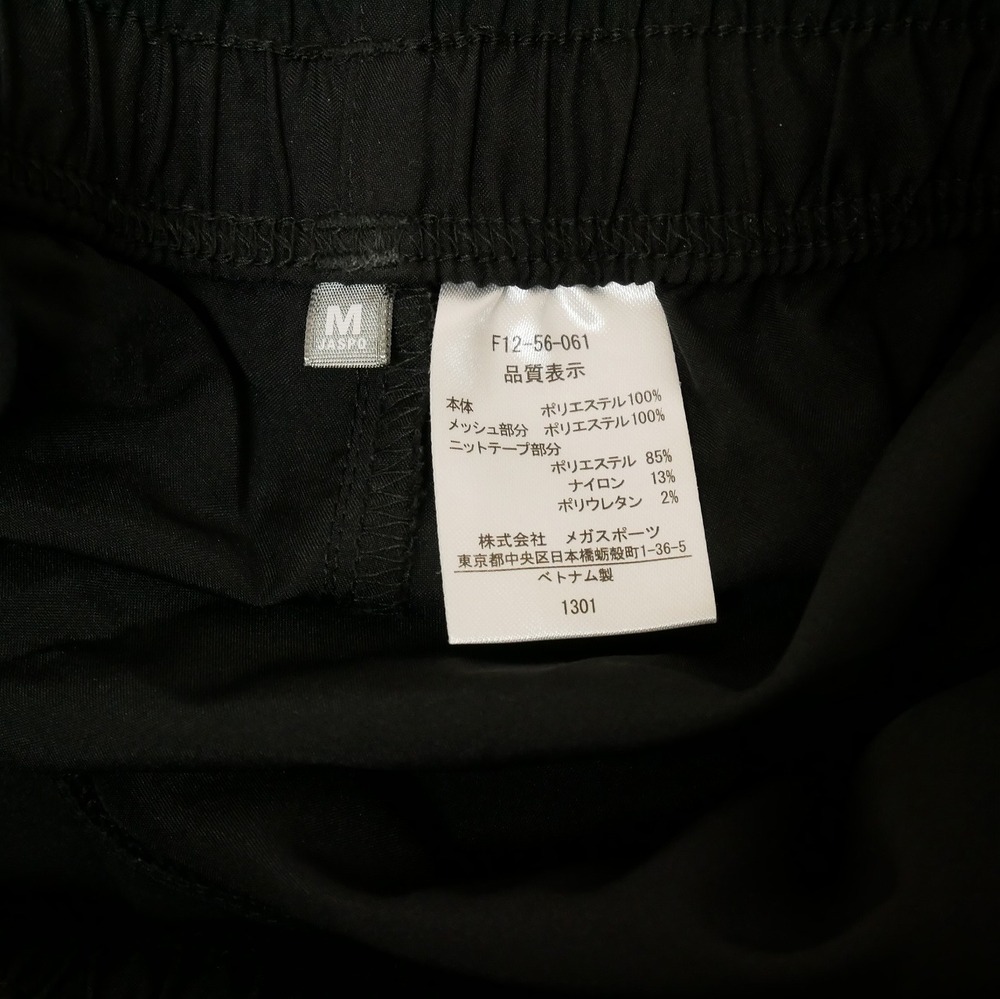 M
JASPO
F12-56-061
品質表示
本体 ポリエステル100%
メッシュ部分 ポリエステル100%
ニットテープ部分
ポリエステル 85%
ナイロン 13%
ポリウレタン 2%
株式会社 メガスポーツ
東京都中央区日本橋蛎殻町1-36-5
ベトナム製
1301